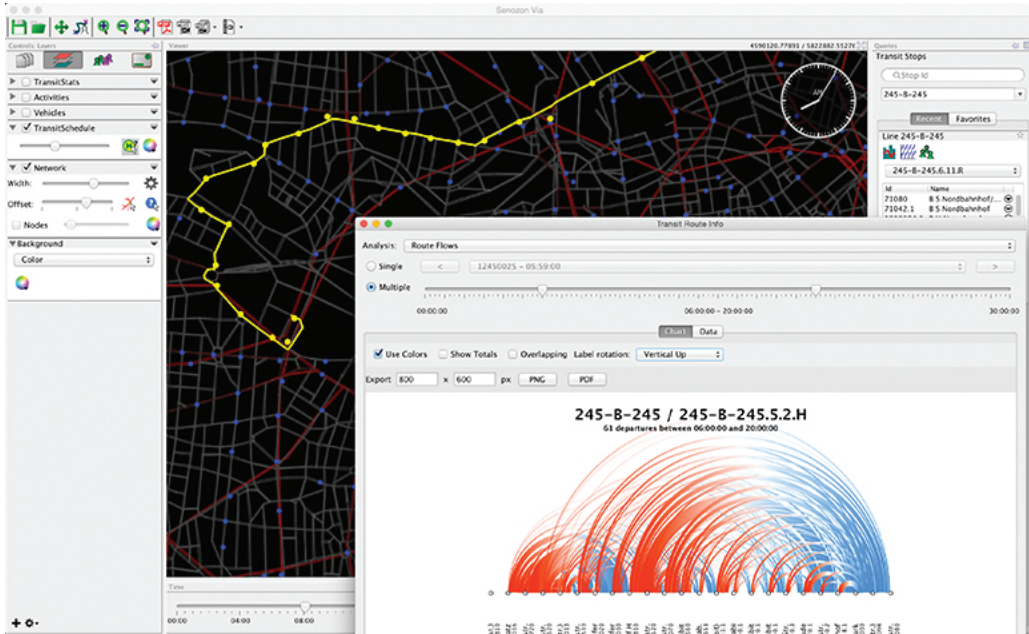 Senozon Via
Controls: Layers
Viewer
4590120.77891 / 5822882.55276
Queries
TransitStats
Activities
Vehicles
TransitSchedule
Network
Width:
Offset:
Nodes
Background
Color
AM
Transit Stops
Stop Id
245-B-245
Recent Favorites
Line 245-B-245
245-B-245.6.11.R
Id Name
71080 B S Nordbahnhof/...
71042.1 B S Nordbahnhof
Transit Route Info
Analysis: Route Flows
Single < 12450025 - 05:59:00 >
Multiple
00:00:00 06:00:00 - 20:00:00 30:00:00
Chart Data
Use Colors Show Totals Overlapping Label rotation: Vertical Up
Export 800 x 600 px PNG PDF
245-B-245 / 245-B-245.5.2.H
61 departures between 06:00:00 and 20:00:00
Time
00:00 04:00 08:00